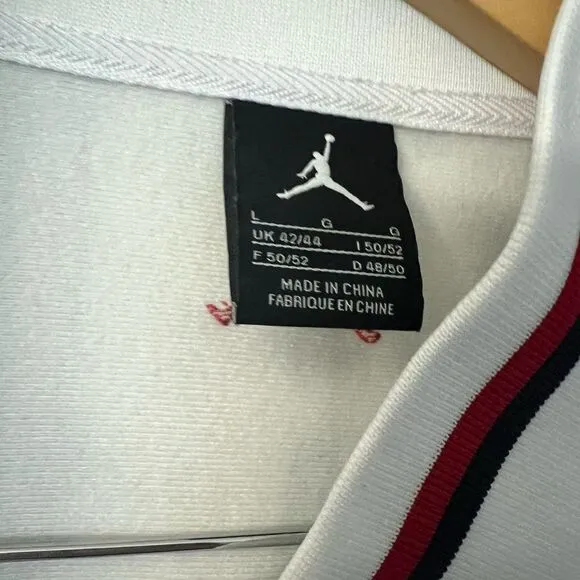 L G G
UK 42/44 I 50/52
F 50/52 D 48/50
MADE IN CHINA
FABRIQUE EN CHINE